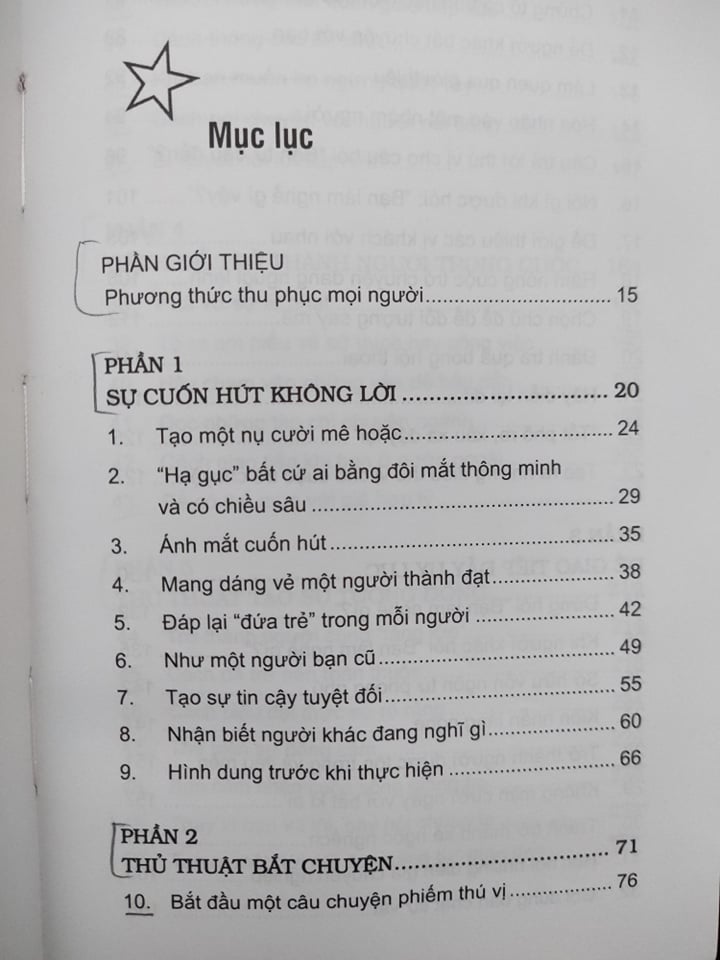 Mục lục
PHẦN GIỚI THIỆU
Phương thức thu phục mọi người.............................. 15
PHẦN 1
SỰ CUỐN HÚT KHÔNG LỜI ................................. 20
1. Tạo một nụ cười mê hoặc.................................. 24
2. “Hạ gục” bất cứ ai bằng đôi mắt thông minh
và có chiều sâu ................................................ 29
3. Ánh mắt cuốn hút............................................. 35
4. Mang dáng vẻ một người thành đạt.................... 38
5. Đáp lại “đứa trẻ” trong mỗi người ...................... 42
6. Như một người bạn cũ...................................... 49
7. Tạo sự tin cậy tuyệt đối..................................... 55
8. Nhận biết người khác đang nghĩ gì..................... 60
9. Hình dung trước khi thực hiện ........................... 66
PHẦN 2
THỦ THUẬT BẮT CHUYỆN.................................... 71
10. Bắt đầu một câu chuyện phiếm thú vị ................. 76